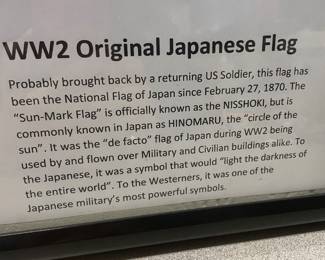 WW2 Original Japanese Flag
Probably brought back by a returning US Soldier, this flag has
been the National Flag of Japan since February 27, 1870. The
"Sun-Mark Flag" is officially known as the NISSHOKI, but is
commonly known in Japan as HINOMARU, the "circle of the
sun". It was the "de facto" flag of Japan during WW2 being
used by and flown over Military and Civilian buildings alike. To
the Japanese, it was a symbol that would "light the darkness of
the entire world". To the Westerners, it was one of the
Japanese military's most powerful symbols.